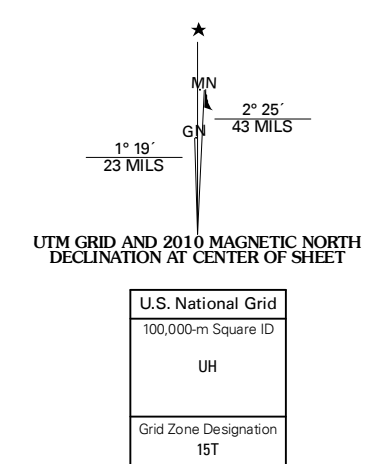 MN
2° 25´
43 MILS
GN
1° 19´
23 MILS
UTM GRID AND 2010 MAGNETIC NORTH
DECLINATION AT CENTER OF SHEET
U.S. National Grid
100,000-m Square ID
UH
Grid Zone Designation
15T